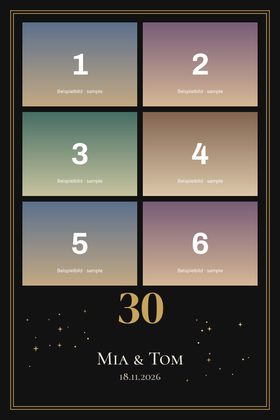 1
2
Beispielbild · sample
Beispielbild · sample
3
4
Beispielbild · sample
Beispielbild · sample
5
6
Beispielbild · sample
Beispielbild · sample
30
Mia & Tom
18.11.2026